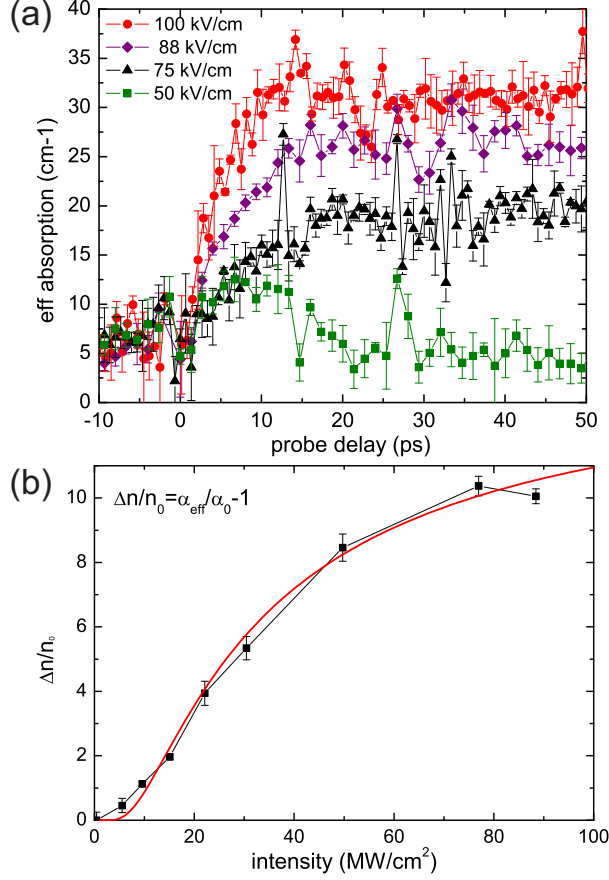 (a)
100 kV/cm
88 kV/cm
75 kV/cm
50 kV/cm
eff absorption (cm-1)
40
35
30
25
20
15
10
5
0
-10 0 10 20 30 40 50
probe delay (ps)
(b)
Δn/n₀=α_eff/α₀-1
Δn/n₀
10
8
6
4
2
0
20 40 60 80 100
intensity (MW/cm²)